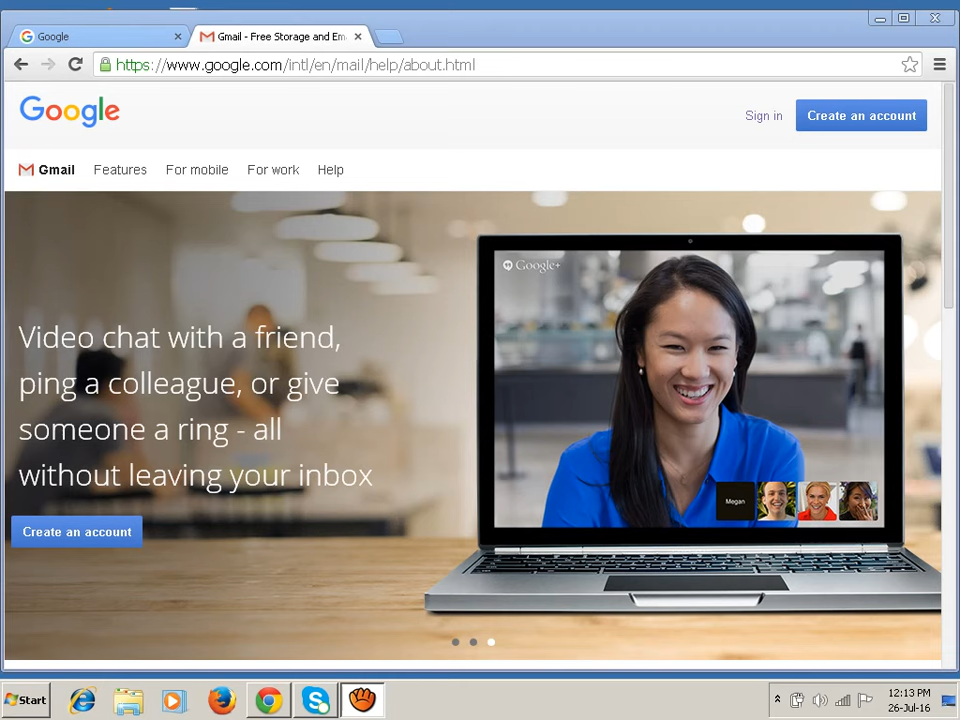 Google
Gmail - Free Storage and Em
https://www.google.com/intl/en/mail/help/about.html
Google
Sign in
Create an account
Gmail
Features
For mobile
For work
Help
Google+
Video chat with a friend,
ping a colleague, or give
someone a ring - all
without leaving your inbox
Megan
Create an account
Start
12:13 PM
26-Jul-16